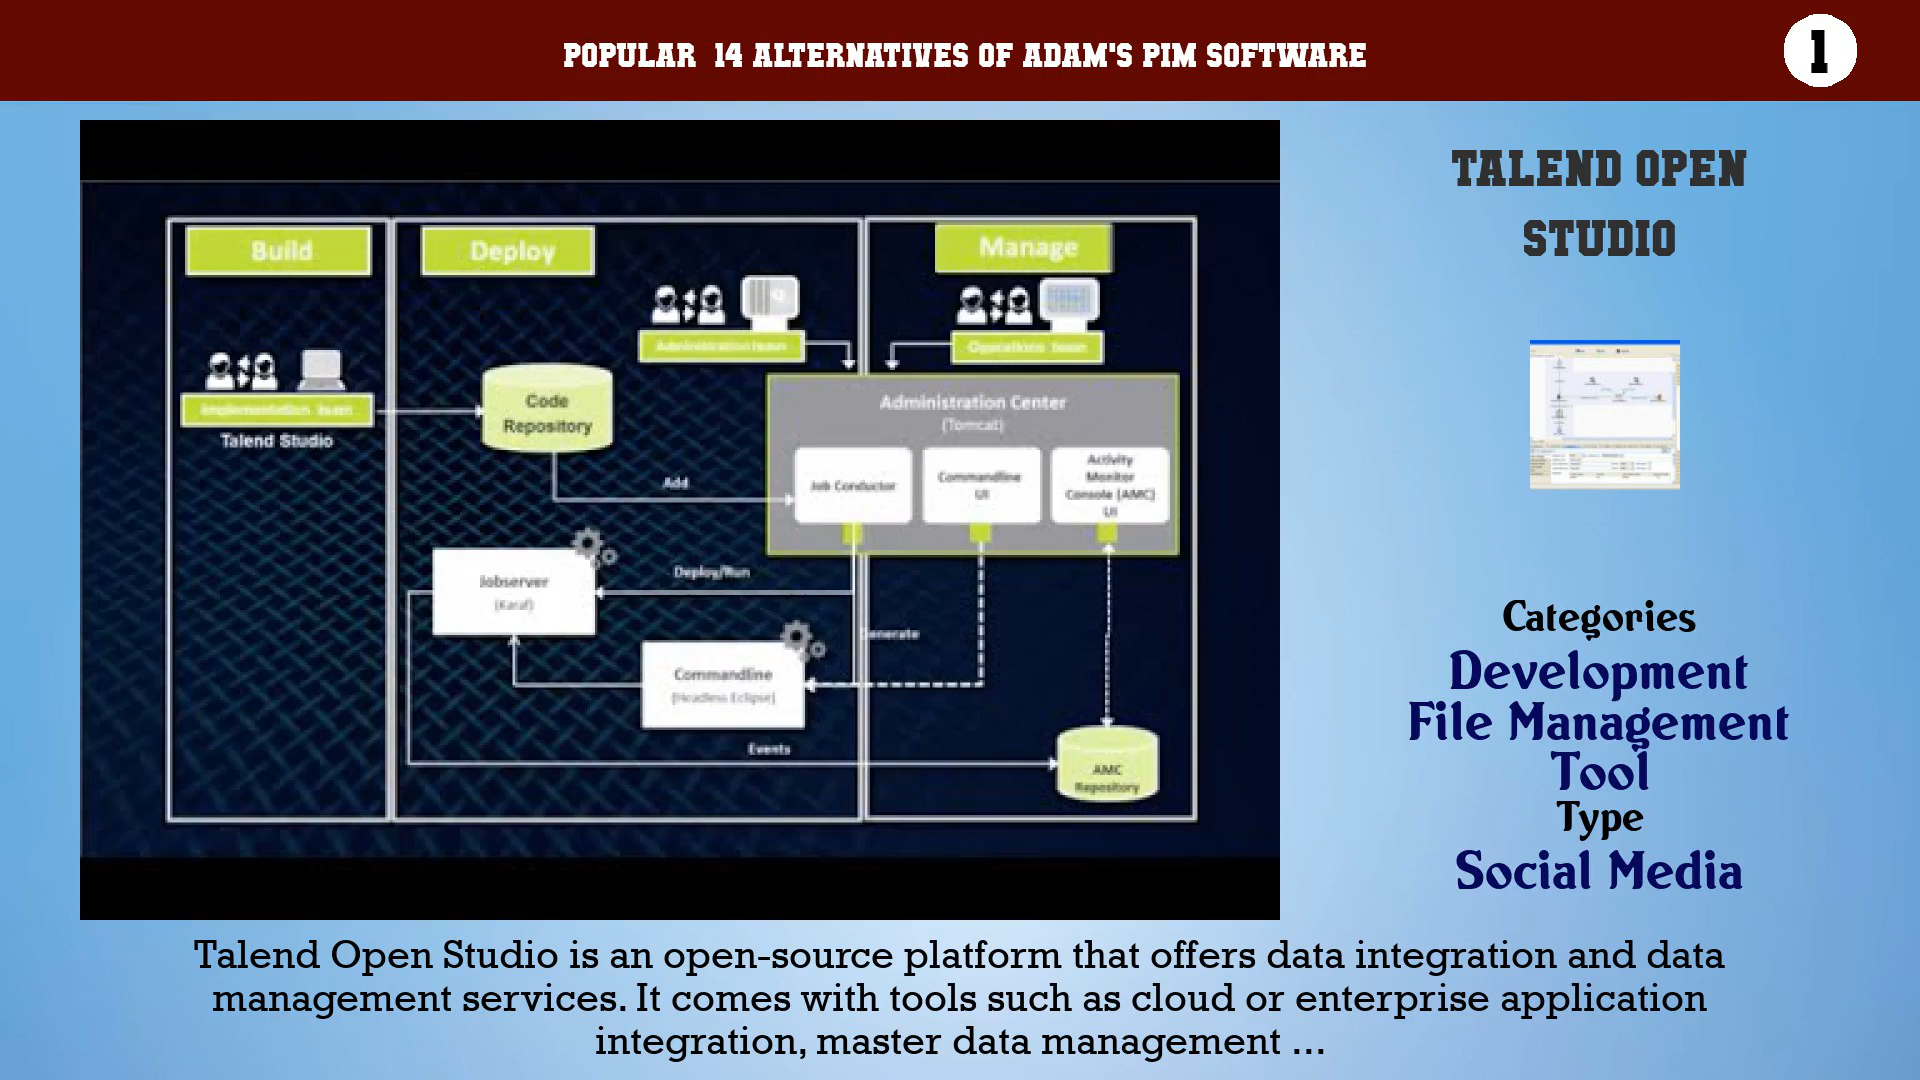 POPULAR 14 ALTERNATIVES OF ADAM'S PIM SOFTWARE
1
Build
Deploy
Manage
Administration team
Operations team
Implementation team
Talend Studio
Code
Repository
Administration Center
(Tomcat)
Job Conductor
Commandline
UI
Activity
Monitor
Console (AMC)
UI
Add
Deploy/Run
Jobserver
(Karaf)
Generate
Commandline
(Headless Eclipse)
Events
AMC
Repository
TALEND OPEN
STUDIO
Categories
Development
File Management
Tool
Type
Social Media
Talend Open Studio is an open-source platform that offers data integration and data
management services. It comes with tools such as cloud or enterprise application
integration, master data management ...